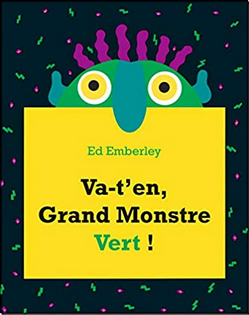 Ed Emberley
Va-t'en,
Grand Monstre
Vert !